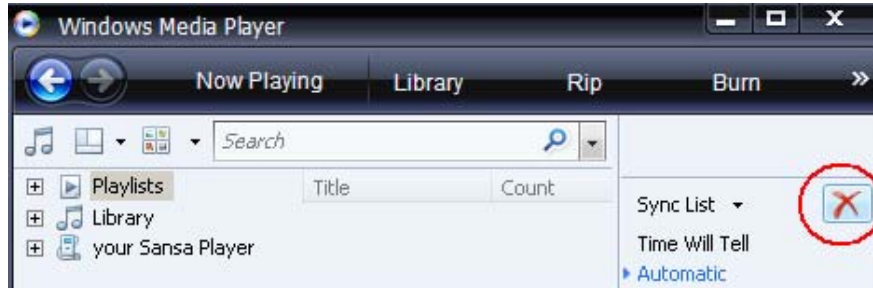 Windows Media Player
Now Playing Library Rip Burn »
Search
Playlists Title Count
Library
your Sansa Player
Sync List
Time Will Tell
Automatic